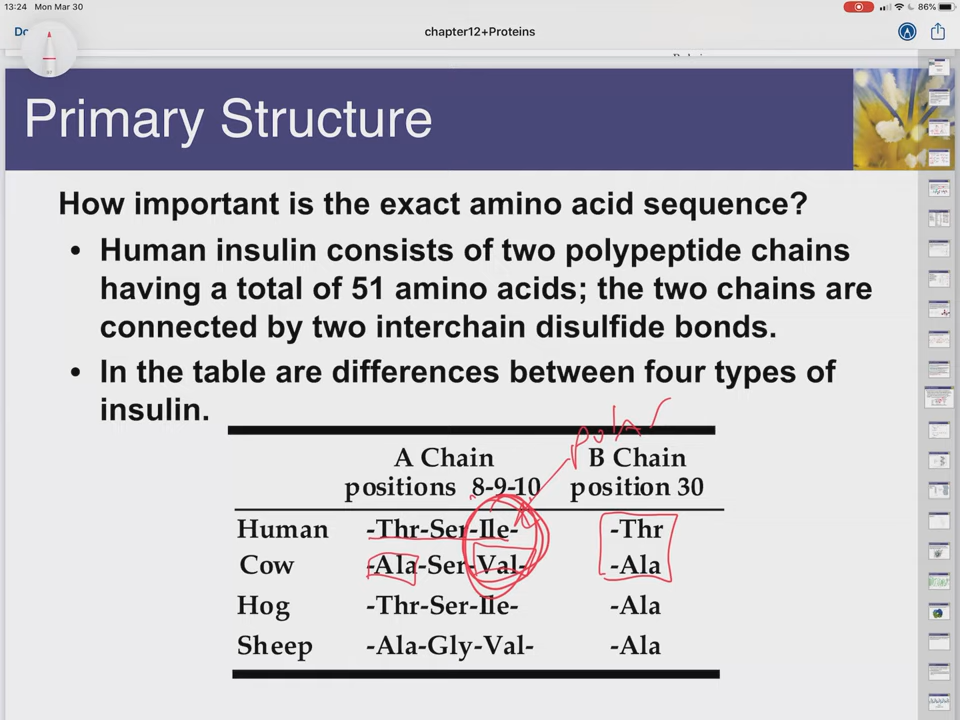 13:24 Mon Mar 30
86%
Do
chapter12+Proteins
Primary Structure
How important is the exact amino acid sequence?
• Human insulin consists of two polypeptide chains
having a total of 51 amino acids; the two chains are
connected by two interchain disulfide bonds.
• In the table are differences between four types of
insulin.
polar
A Chain B Chain
positions 8-9-10 position 30
Human -Thr-Ser-Ile- -Thr
Cow -Ala-Ser-Val- -Ala
Hog -Thr-Ser-Ile- -Ala
Sheep -Ala-Gly-Val- -Ala